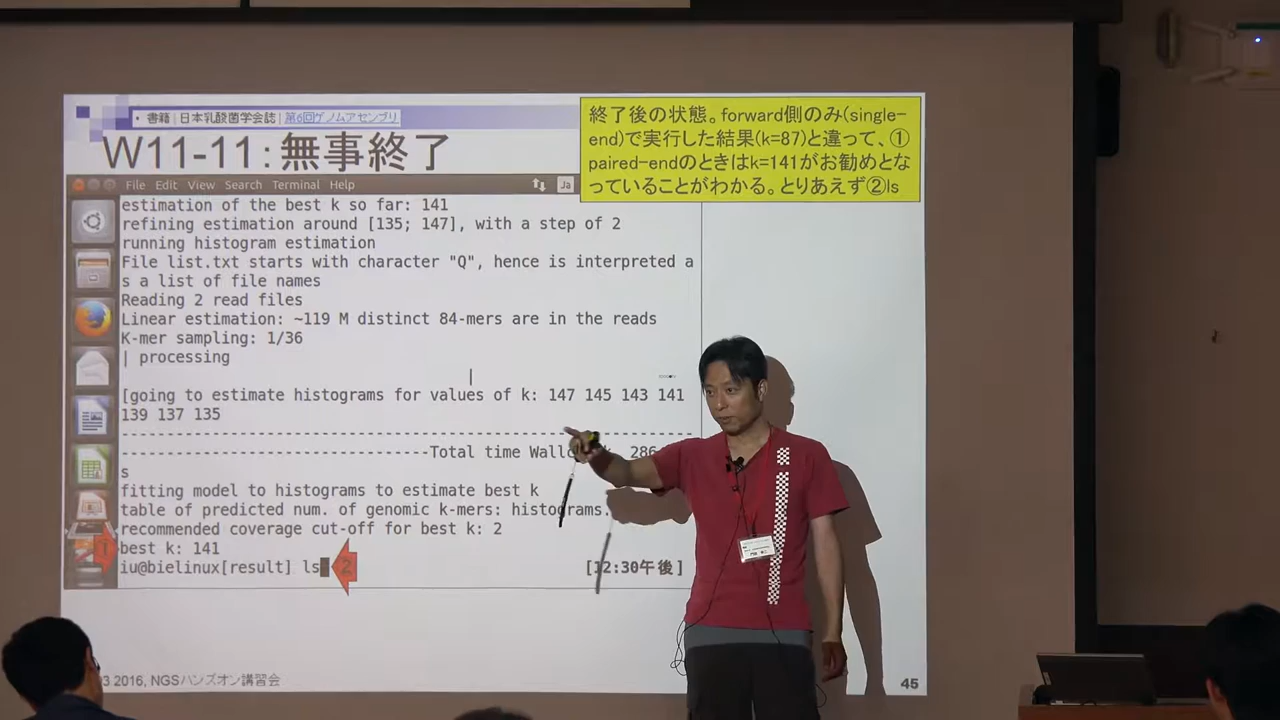 ・書籍 | 日本乳酸菌学会誌 | 第6回ゲノムアセンブリ
W11-11：無事終了
終了後の状態。forward側のみ(single-
end)で実行した結果(k=87)と違って、①
paired-endのときはk=141がお勧めとな
っていることがわかる。とりあえず②ls
File Edit View Search Terminal Help
Ja
estimation of the best k so far: 141
refining estimation around [135; 147], with a step of 2
running histogram estimation
File list.txt starts with character "Q", hence is interpreted a
s a list of file names
Reading 2 read files
Linear estimation: ~119 M distinct 84-mers are in the reads
K-mer sampling: 1/36
| processing
|
[going to estimate histograms for values of k: 147 145 143 141
139 137 135
------------------------------Total time
s
fitting model to histograms to estimate best k
table of predicted num. of genomic k-mers: histograms.
recommended coverage cut-off for best k: 2
best k: 141
iu@bielinux[result] ls
[12:30午後]
①
②
2016, NGSハンズオン講習会
45